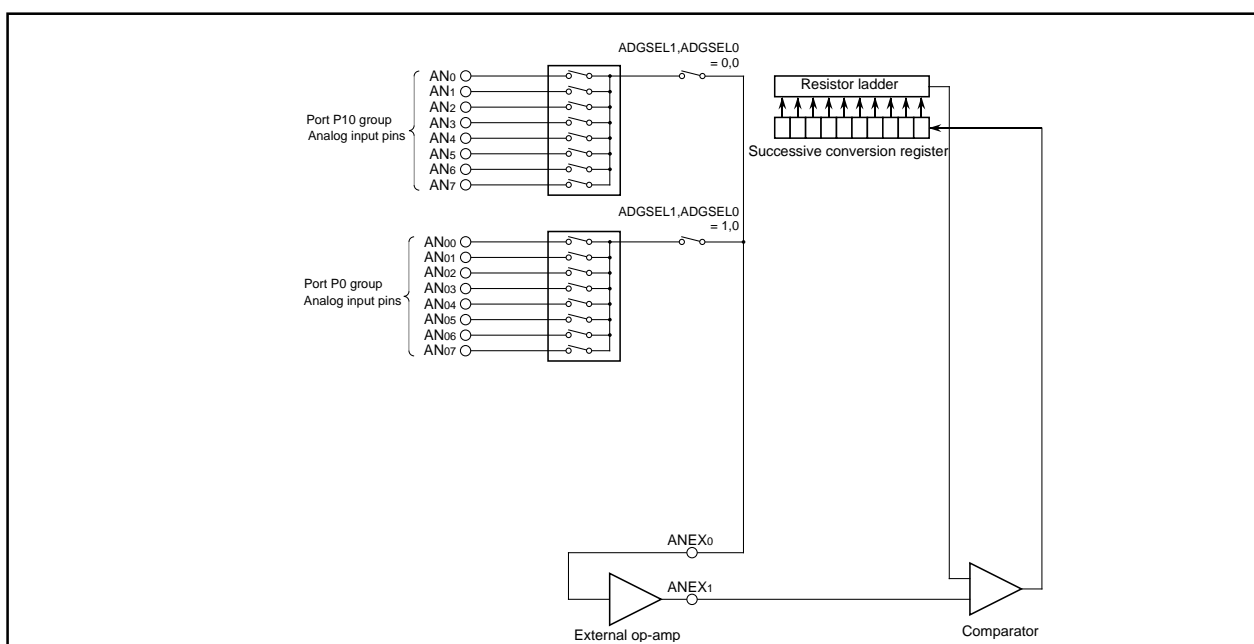 ADGSEL1,ADGSEL0
= 0,0
Port P10 group
Analog input pins
AN0
AN1
AN2
AN3
AN4
AN5
AN6
AN7
Resistor ladder
Successive conversion register
ADGSEL1,ADGSEL0
= 1,0
Port P0 group
Analog input pins
AN00
AN01
AN02
AN03
AN04
AN05
AN06
AN07
ANEX0
ANEX1
External op-amp
Comparator